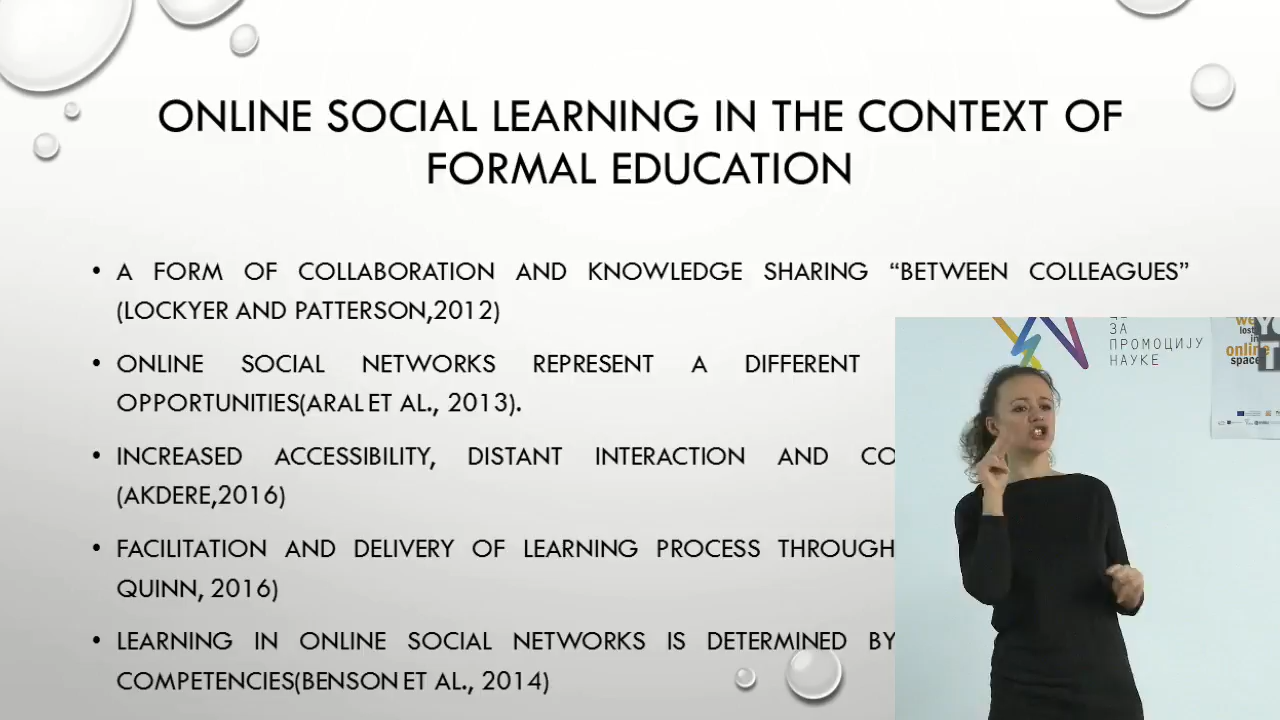 ONLINE SOCIAL LEARNING IN THE CONTEXT OF
FORMAL EDUCATION
• A FORM OF COLLABORATION AND KNOWLEDGE SHARING “BETWEEN COLLEAGUES”
(LOCKYER AND PATTERSON,2012)
• ONLINE SOCIAL NETWORKS REPRESENT A DIFFERENT
OPPORTUNITIES(ARAL ET AL., 2013).
• INCREASED ACCESSIBILITY, DISTANT INTERACTION AND CO
(AKDERE,2016)
• FACILITATION AND DELIVERY OF LEARNING PROCESS THROUGH
QUINN, 2016)
• LEARNING IN ONLINE SOCIAL NETWORKS IS DETERMINED BY
COMPETENCIES(BENSON ET AL., 2014)
ЗА
ПРОМОЦИЈУ
НАУКЕ
we
lost
in
online
space